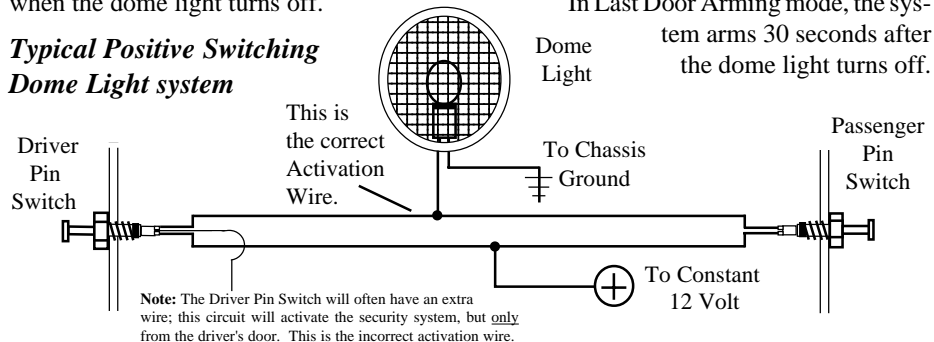 when the dome light turns off.
In Last Door Arming mode, the sys-
tem arms 30 seconds after
the dome light turns off.
Typical Positive Switching
Dome Light system
Dome
Light
This is
the correct
Activation
Wire.
Driver
Pin
Switch
To Chassis
Ground
Passenger
Pin
Switch
To Constant
12 Volt
Note: The Driver Pin Switch will often have an extra
wire; this circuit will activate the security system, but only
from the driver's door. This is the incorrect activation wire.